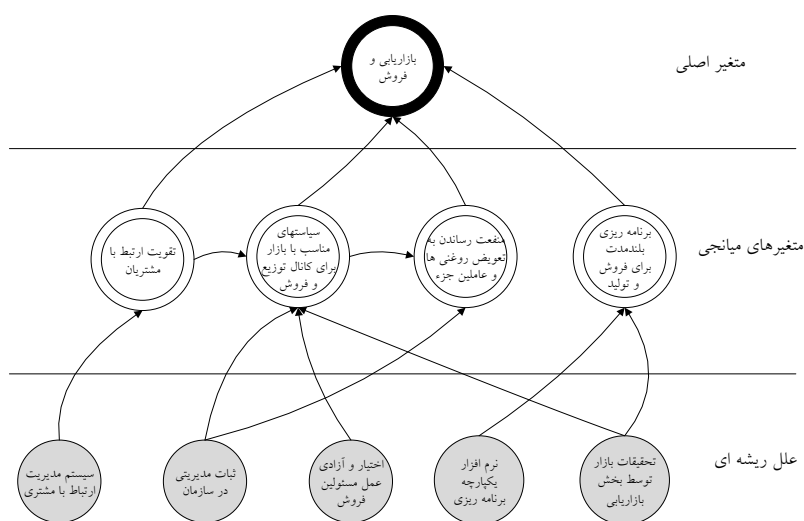 متغیر اصلی
بازاریابی و
فروش
متغیرهای میانجی
برنامه ریزی
بلندمدت
برای فروش
و تولید
منفعت رساندن به
تعویض روغنی ها
و عاملین جزء
سیاستهای
مناسب با بازار
برای کانال توزیع
و فروش
تقویت ارتبط با
مشتریان
علل ریشه ای
تحقیقات بازار
توسط بخش
بازاریابی
نرم افزار
یکپارچه
برنامه ریزی
اختیار و آزادی
عمل مسئولین
فروش
ثبات مدیریتی
در سازمان
سیستم مدیریت
ارتباط با مشتری